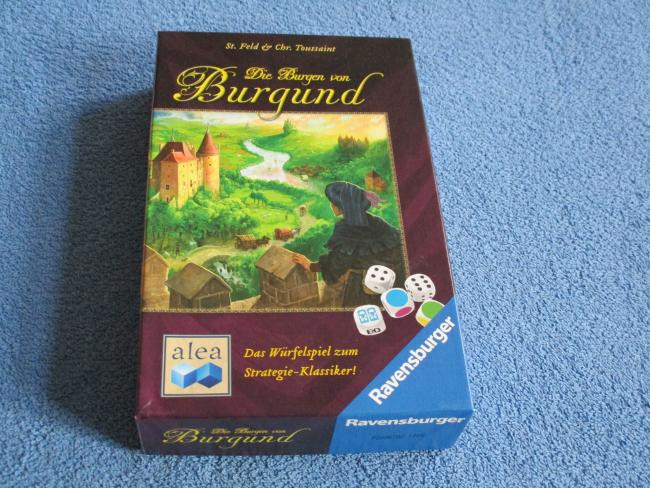 St. Feld & Chr. Toussaint
Die Burgen von
Burgund
alea
Das Würfelspiel zum
Strategie-Klassiker!
Ravensburger
Die Burgen von
Burgund
Ravensburger